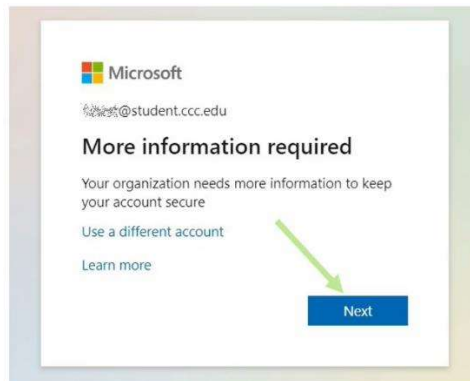 Microsoft
@student.ccc.edu
More information required
Your organization needs more information to keep
your account secure
Use a different account
Learn more
Next